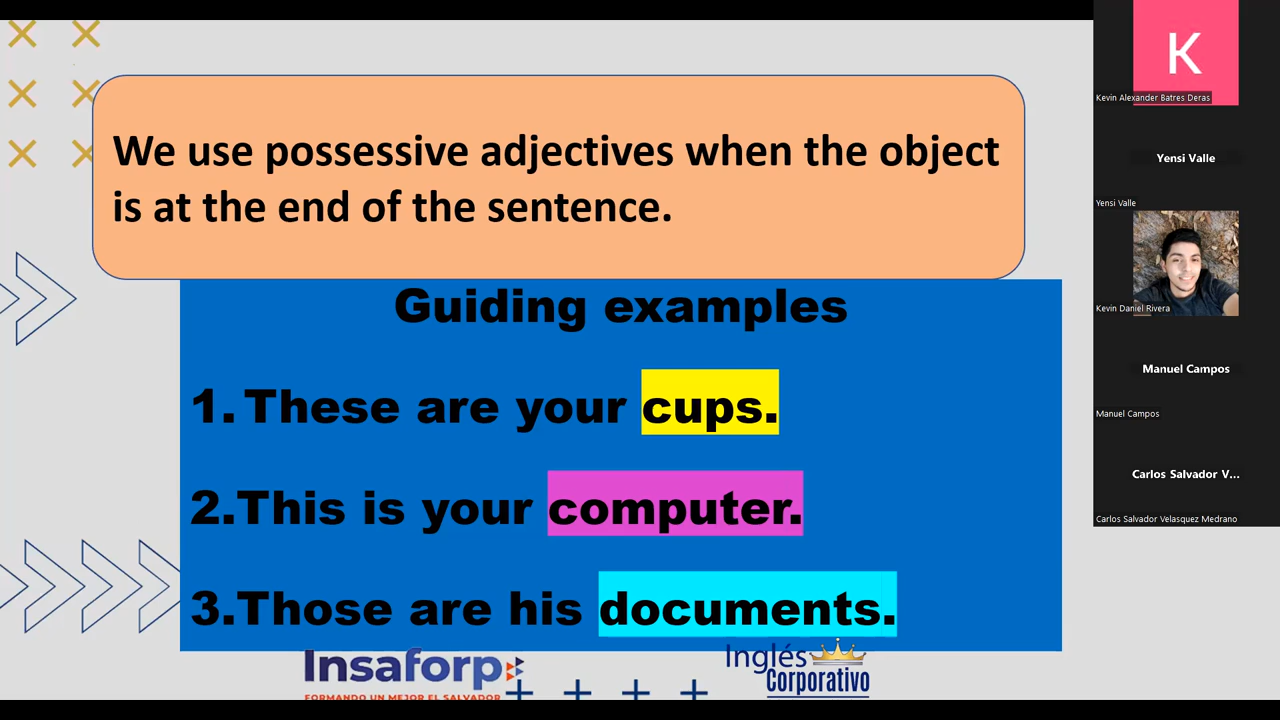 We use possessive adjectives when the object
is at the end of the sentence.
Guiding examples
1. These are your cups.
2.This is your computer.
3.Those are his documents.
Insaforp
FORMANDO UN MEJOR EL SALVADOR
Inglés
Corporativo
K
Kevin Alexander Batres Deras
Yensi Valle
Yensi Valle
Kevin Daniel Rivera
Manuel Campos
Manuel Campos
Carlos Salvador V...
Carlos Salvador Velasquez Medrano